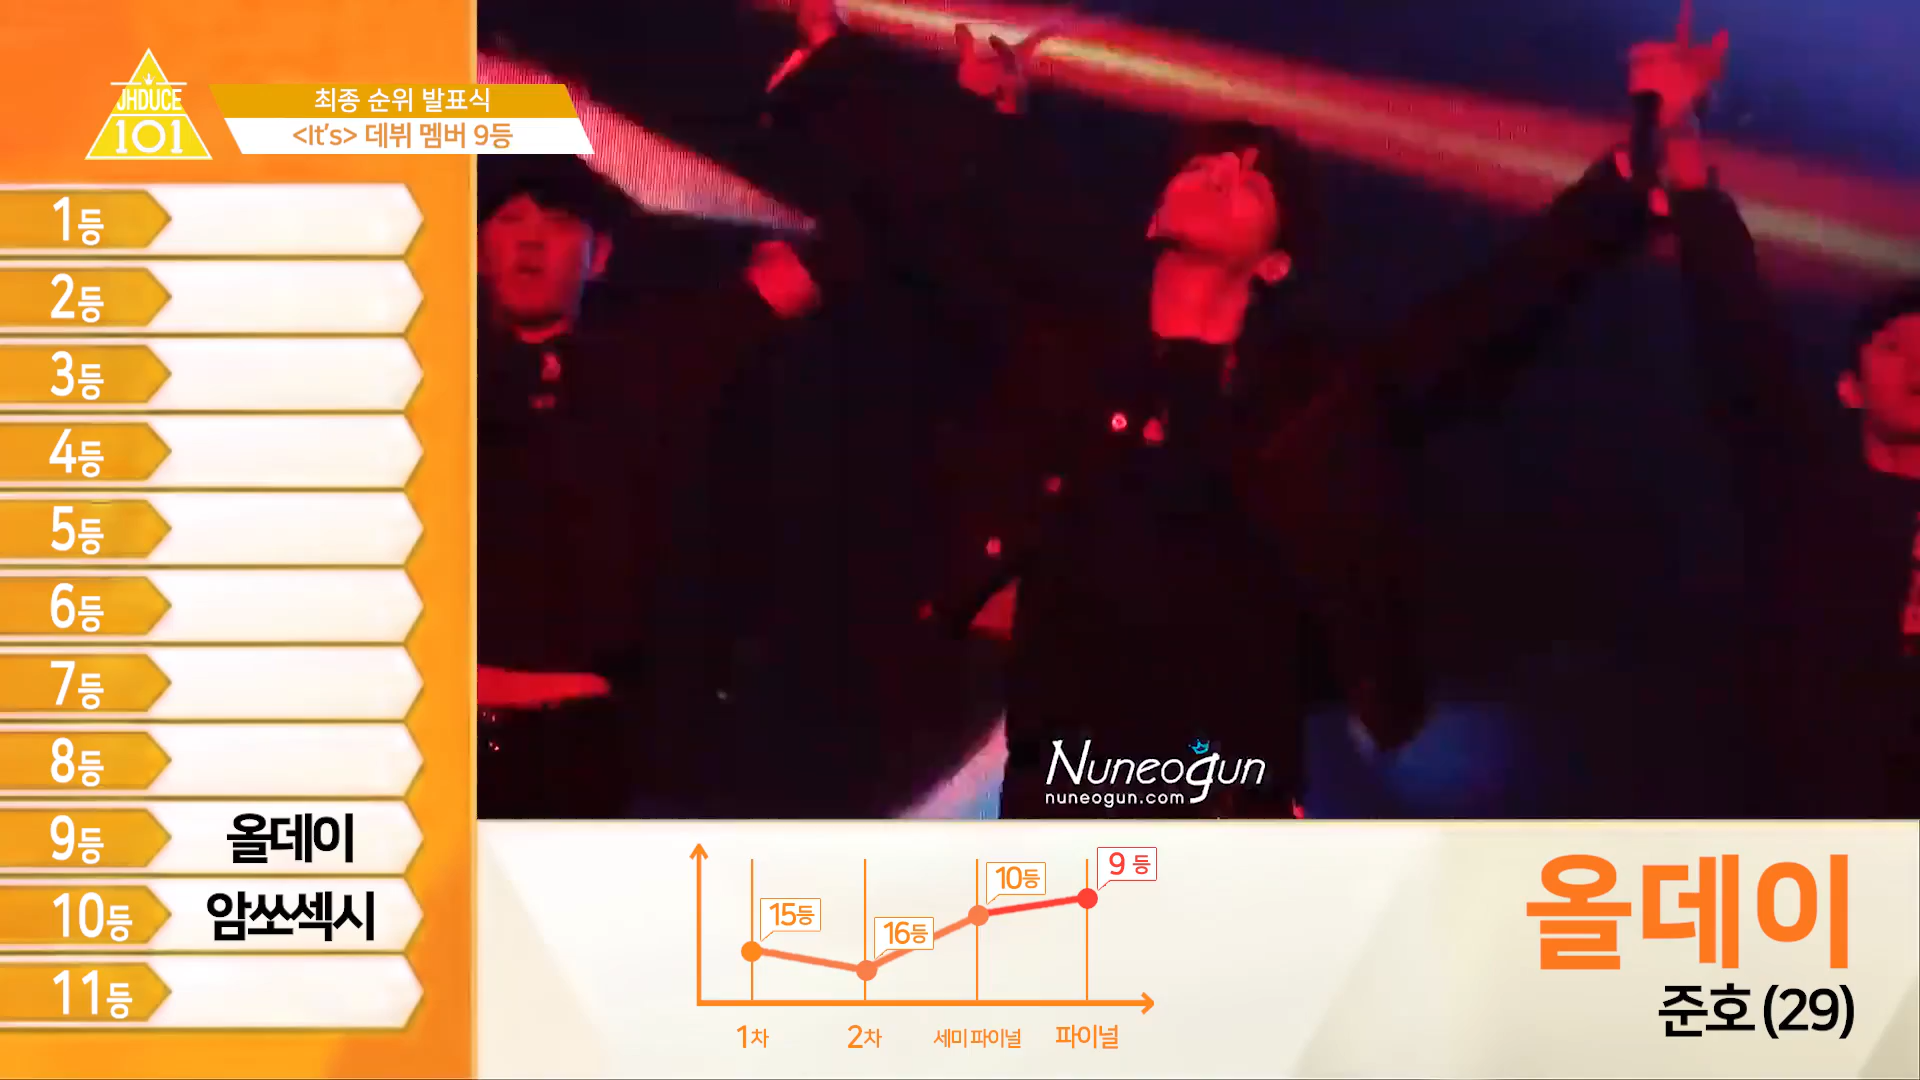 JHDUCE
101
최종 순위 발표식
<It's> 데뷔 멤버 9등
1등
2등
3등
4등
5등
6등
7등
8등
9등 올데이
10등 암쏘섹시
11등
Nuneogun
nuneogun.com
15등
16등
10등
9 등
1차
2차
세미 파이널
파이널
올데이
준호 (29)